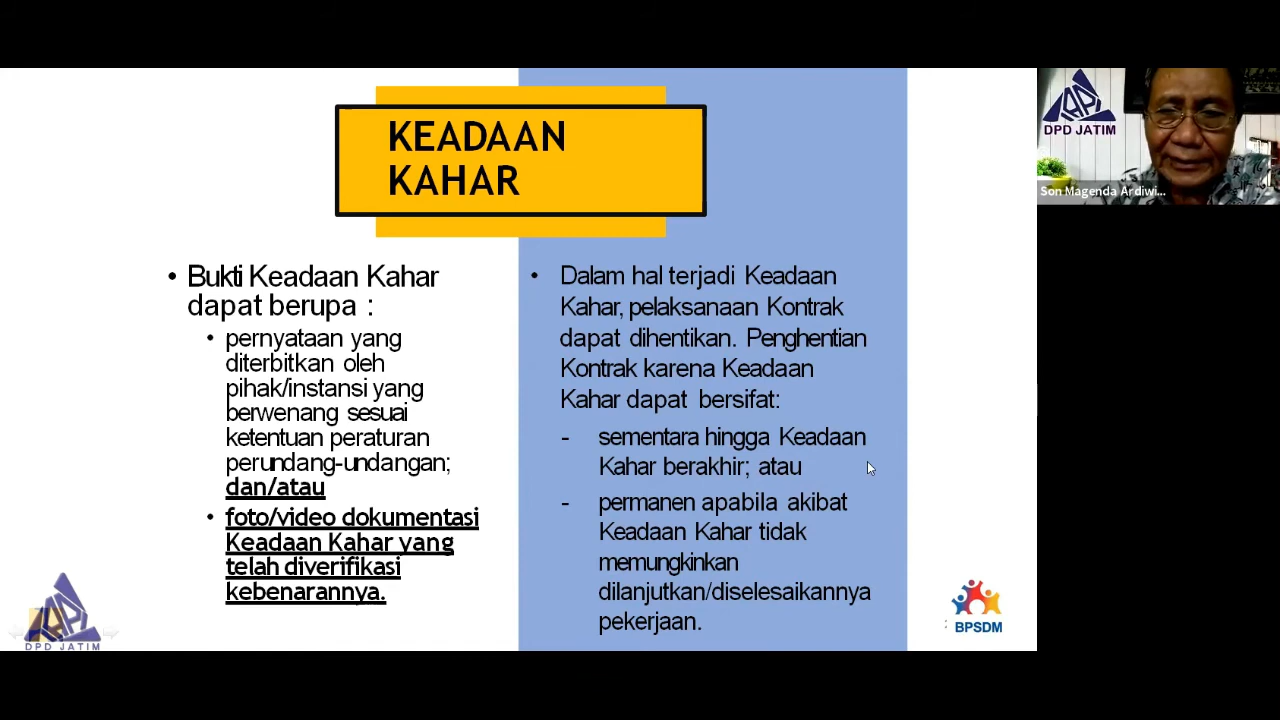 KEADAAN
KAHAR
• Bukti Keadaan Kahar
dapat berupa :
• pernyataan yang
diterbitkan oleh
pihak/instansi yang
berwenang sesuai
ketentuan peraturan
perundang-undangan;
dan/atau
• foto/video dokumentasi
Keadaan Kahar yang
telah diverifikasi
kebenarannya.
• Dalam hal terjadi Keadaan
Kahar, pelaksanaan Kontrak
dapat dihentikan. Penghentian
Kontrak karena Keadaan
Kahar dapat bersifat:
- sementara hingga Keadaan
Kahar berakhir; atau
- permanen apabila akibat
Keadaan Kahar tidak
memungkinkan
dilanjutkan/diselesaikannya
pekerjaan.
DPD JATIM
BPSDM
DPD JATIM
Son Magenda Ardiwi...